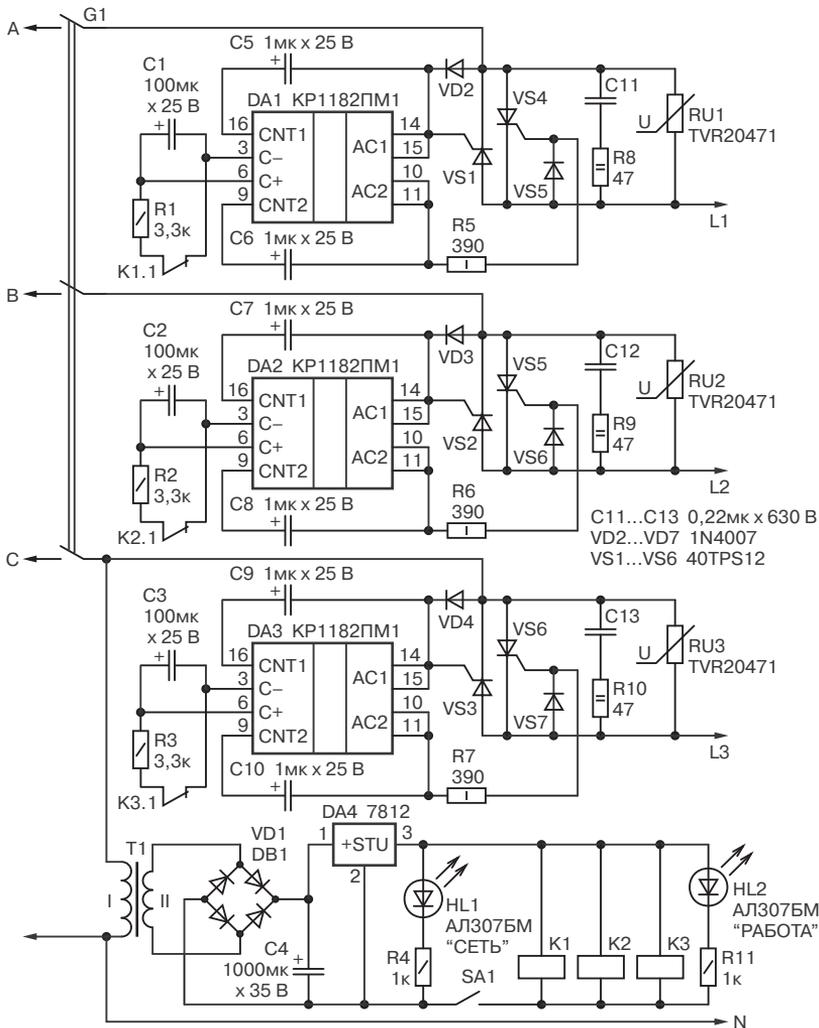 A
G1
C5 1мк x 25 В
+
C1
100мк
x 25 В
+
DA1 КР1182ПМ1
16 CNT1
3 C–
6 C+
9 CNT2
AC1
AC2
14
15
10
11
VD2
VS1
VS4
VS5
C11
R8
47
U
RU1
TVR20471
L1
R1
3,3к
K1.1
C6 1мк x 25 В
+
R5
390
B
C7 1мк x 25 В
+
C2
100мк
x 25 В
+
DA2 КР1182ПМ1
16 CNT1
3 C–
6 C+
9 CNT2
AC1
AC2
14
15
10
11
VD3
VS2
VS5
VS6
C12
R9
47
U
RU2
TVR20471
L2
R2
3,3к
K2.1
C8 1мк x 25 В
+
R6
390
C11...C13 0,22мк x 630 В
VD2...VD7 1N4007
VS1...VS6 40TPS12
C
C9 1мк x 25 В
+
C3
100мк
x 25 В
+
DA3 КР1182ПМ1
16 CNT1
3 C–
6 C+
9 CNT2
AC1
AC2
14
15
10
11
VD4
VS3
VS6
VS7
C13
R10
47
U
RU3
TVR20471
L3
R3
3,3к
K3.1
C10 1мк x 25 В
+
R7
390
T1
I
II
VD1
DB1
DA4 7812
1
+STU
3
2
C4
1000мк
x 35 В
+
HL1
АЛ307БМ
“СЕТЬ”
R4
1к
SA1
K1
K2
K3
HL2
АЛ307БМ
“РАБОТА”
R11
1к
N